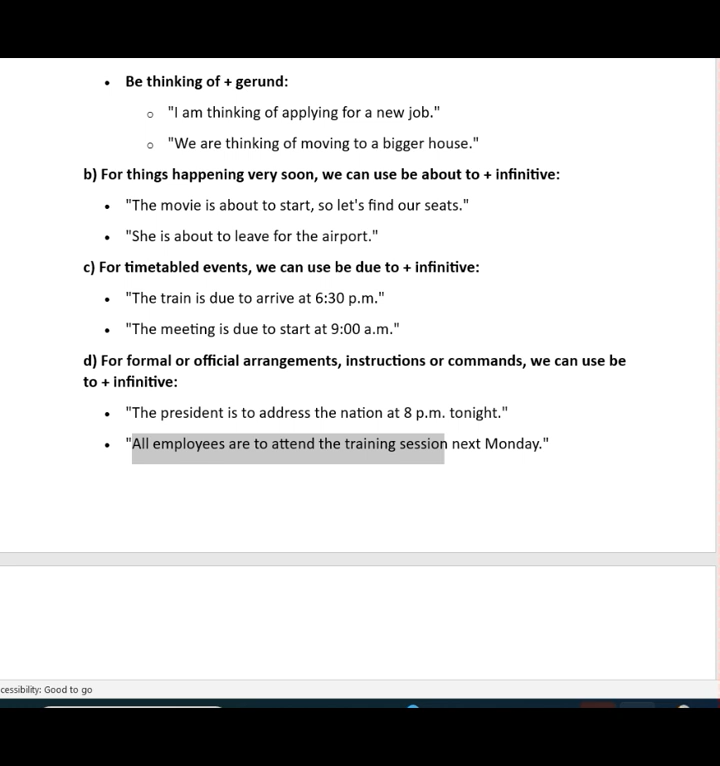 • Be thinking of + gerund:
o "I am thinking of applying for a new job."
o "We are thinking of moving to a bigger house."
b) For things happening very soon, we can use be about to + infinitive:
• "The movie is about to start, so let's find our seats."
• "She is about to leave for the airport."
c) For timetabled events, we can use be due to + infinitive:
• "The train is due to arrive at 6:30 p.m."
• "The meeting is due to start at 9:00 a.m."
d) For formal or official arrangements, instructions or commands, we can use be
to + infinitive:
• "The president is to address the nation at 8 p.m. tonight."
• "All employees are to attend the training session next Monday."
cessibility: Good to go